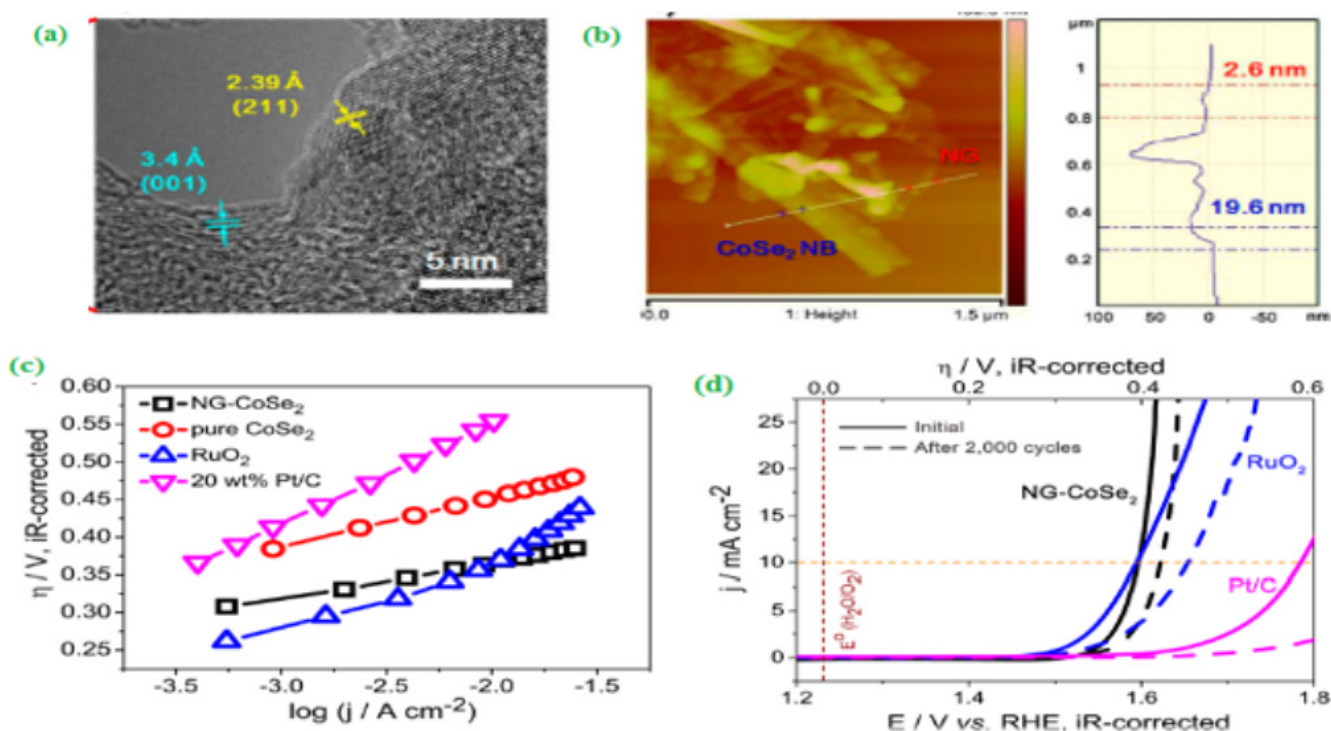 (a)
2.39 Å
(211)
3.4 Å
(001)
5 nm
(b)
NG
CoSe₂ NB
1: Height
1.5 µm
µm
1
0.8
0.6
0.4
0.2
2.6 nm
19.6 nm
100 50 0 -50 nm
(c)
η / V, iR-corrected
0.60
0.55
0.50
0.45
0.40
0.35
0.30
0.25
NG-CoSe₂
pure CoSe₂
RuO₂
20 wt% Pt/C
-3.5 -3.0 -2.5 -2.0 -1.5
log (j / A cm⁻²)
(d)
η / V, iR-corrected
0.0 0.2 0.4 0.6
j / mA cm⁻²
25
20
15
10
5
0
Initial
After 2,000 cycles
NG-CoSe₂
RuO₂
Pt/C
E⁰ (H₂O/O₂)
1.2 1.4 1.6 1.8
E / V vs. RHE, iR-corrected